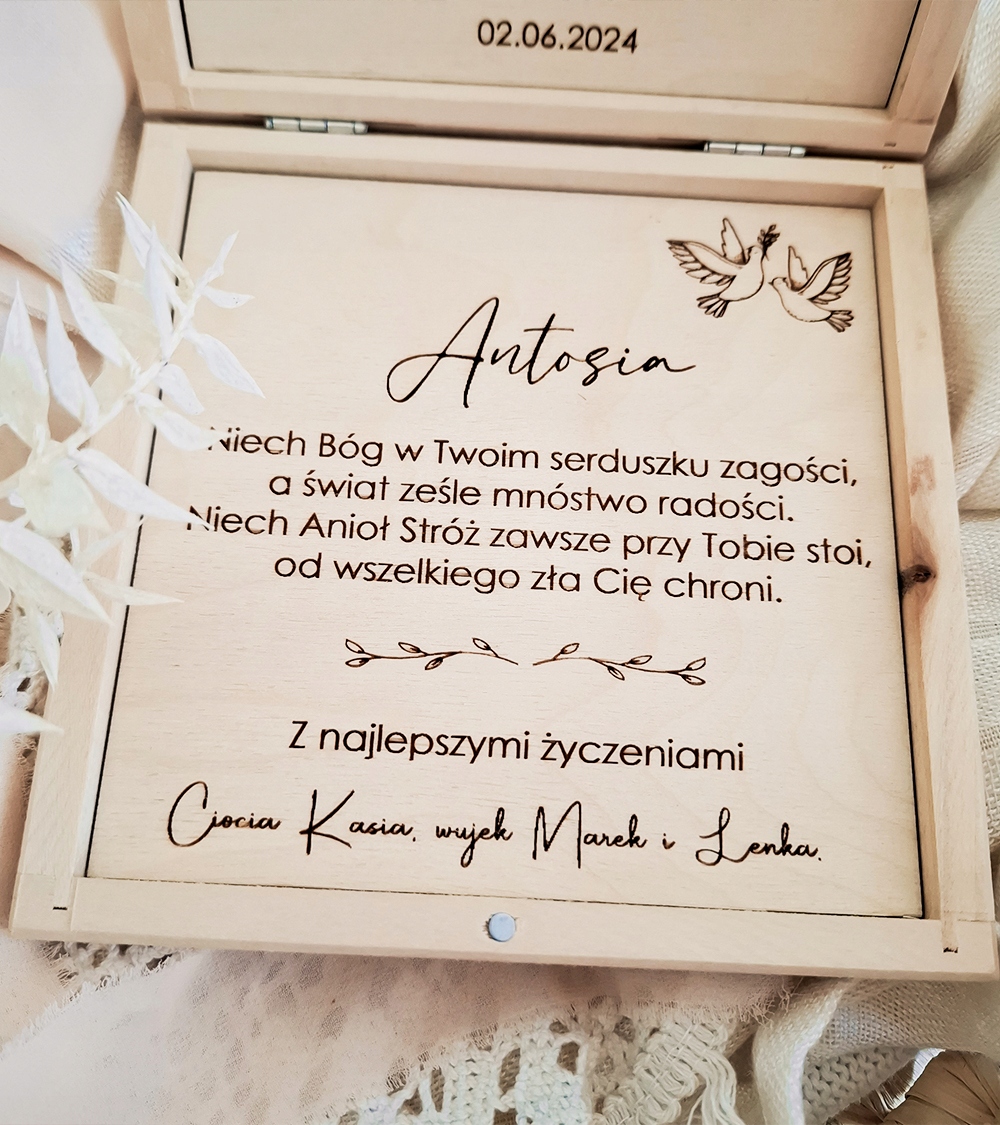 02.06.2024
Antosia
Niech Bóg w Twoim serduszku zagości,
a świat ześle mnóstwo radości.
Niech Anioł Stróż zawsze przy Tobie stoi,
od wszelkiego zła Cię chroni.
Z najlepszymi życzeniami
Ciocia Kasia, wujek Marek i Lenka.